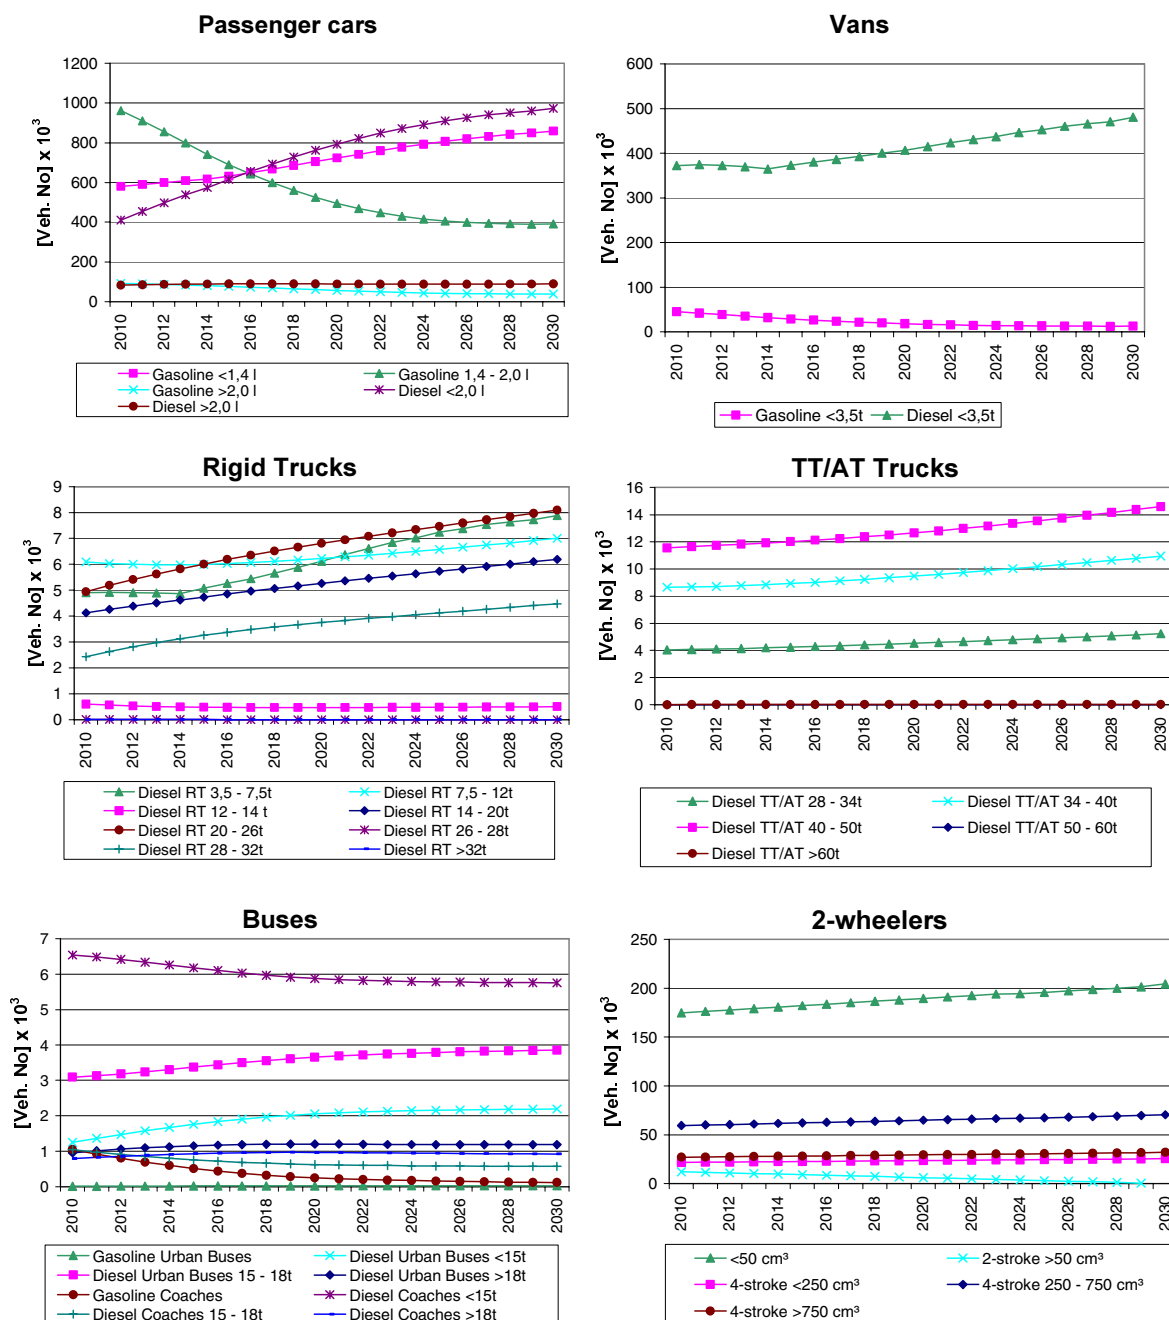 Passenger cars
[Veh. No] x 10³
1200
1000
800
600
400
200
0
2010 2012 2014 2016 2018 2020 2022 2024 2026 2028 2030
Gasoline <1,4 l Gasoline 1,4 - 2,0 l
Gasoline >2,0 l Diesel <2,0 l
Diesel >2,0 l
Vans
[Veh. No] x 10³
600
500
400
300
200
100
0
2010 2012 2014 2016 2018 2020 2022 2024 2026 2028 2030
Gasoline <3,5t Diesel <3,5t
Rigid Trucks
[Veh. No] x 10³
9
8
7
6
5
4
3
2
1
0
2010 2012 2014 2016 2018 2020 2022 2024 2026 2028 2030
Diesel RT 3,5 - 7,5t Diesel RT 7,5 - 12t
Diesel RT 12 - 14 t Diesel RT 14 - 20t
Diesel RT 20 - 26t Diesel RT 26 - 28t
Diesel RT 28 - 32t Diesel RT >32t
TT/AT Trucks
[Veh. No] x 10³
16
14
12
10
8
6
4
2
0
2010 2012 2014 2016 2018 2020 2022 2024 2026 2028 2030
Diesel TT/AT 28 - 34t Diesel TT/AT 34 - 40t
Diesel TT/AT 40 - 50t Diesel TT/AT 50 - 60t
Diesel TT/AT >60t
Buses
[Veh. No] x 10³
7
6
5
4
3
2
1
0
2010 2012 2014 2016 2018 2020 2022 2024 2026 2028 2030
Gasoline Urban Buses Diesel Urban Buses <15t
Diesel Urban Buses 15 - 18t Diesel Urban Buses >18t
Gasoline Coaches Diesel Coaches <15t
Diesel Coaches 15 - 18t Diesel Coaches >18t
2-wheelers
[Veh. No] x 10³
250
200
150
100
50
0
2010 2012 2014 2016 2018 2020 2022 2024 2026 2028 2030
<50 cm³ 2-stroke >50 cm³
4-stroke <250 cm³ 4-stroke 250 - 750 cm³
4-stroke >750 cm³